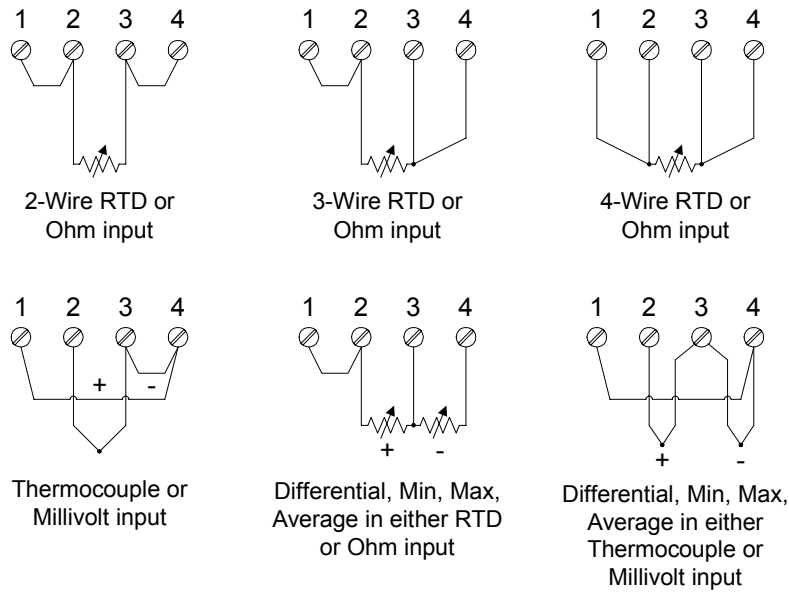 1 2 3 4
2-Wire RTD or
Ohm input
1 2 3 4
3-Wire RTD or
Ohm input
1 2 3 4
4-Wire RTD or
Ohm input
1 2 3 4
+ -
Thermocouple or
Millivolt input
1 2 3 4
+ -
Differential, Min, Max,
Average in either RTD
or Ohm input
1 2 3 4
+ -
Differential, Min, Max,
Average in either
Thermocouple or
Millivolt input